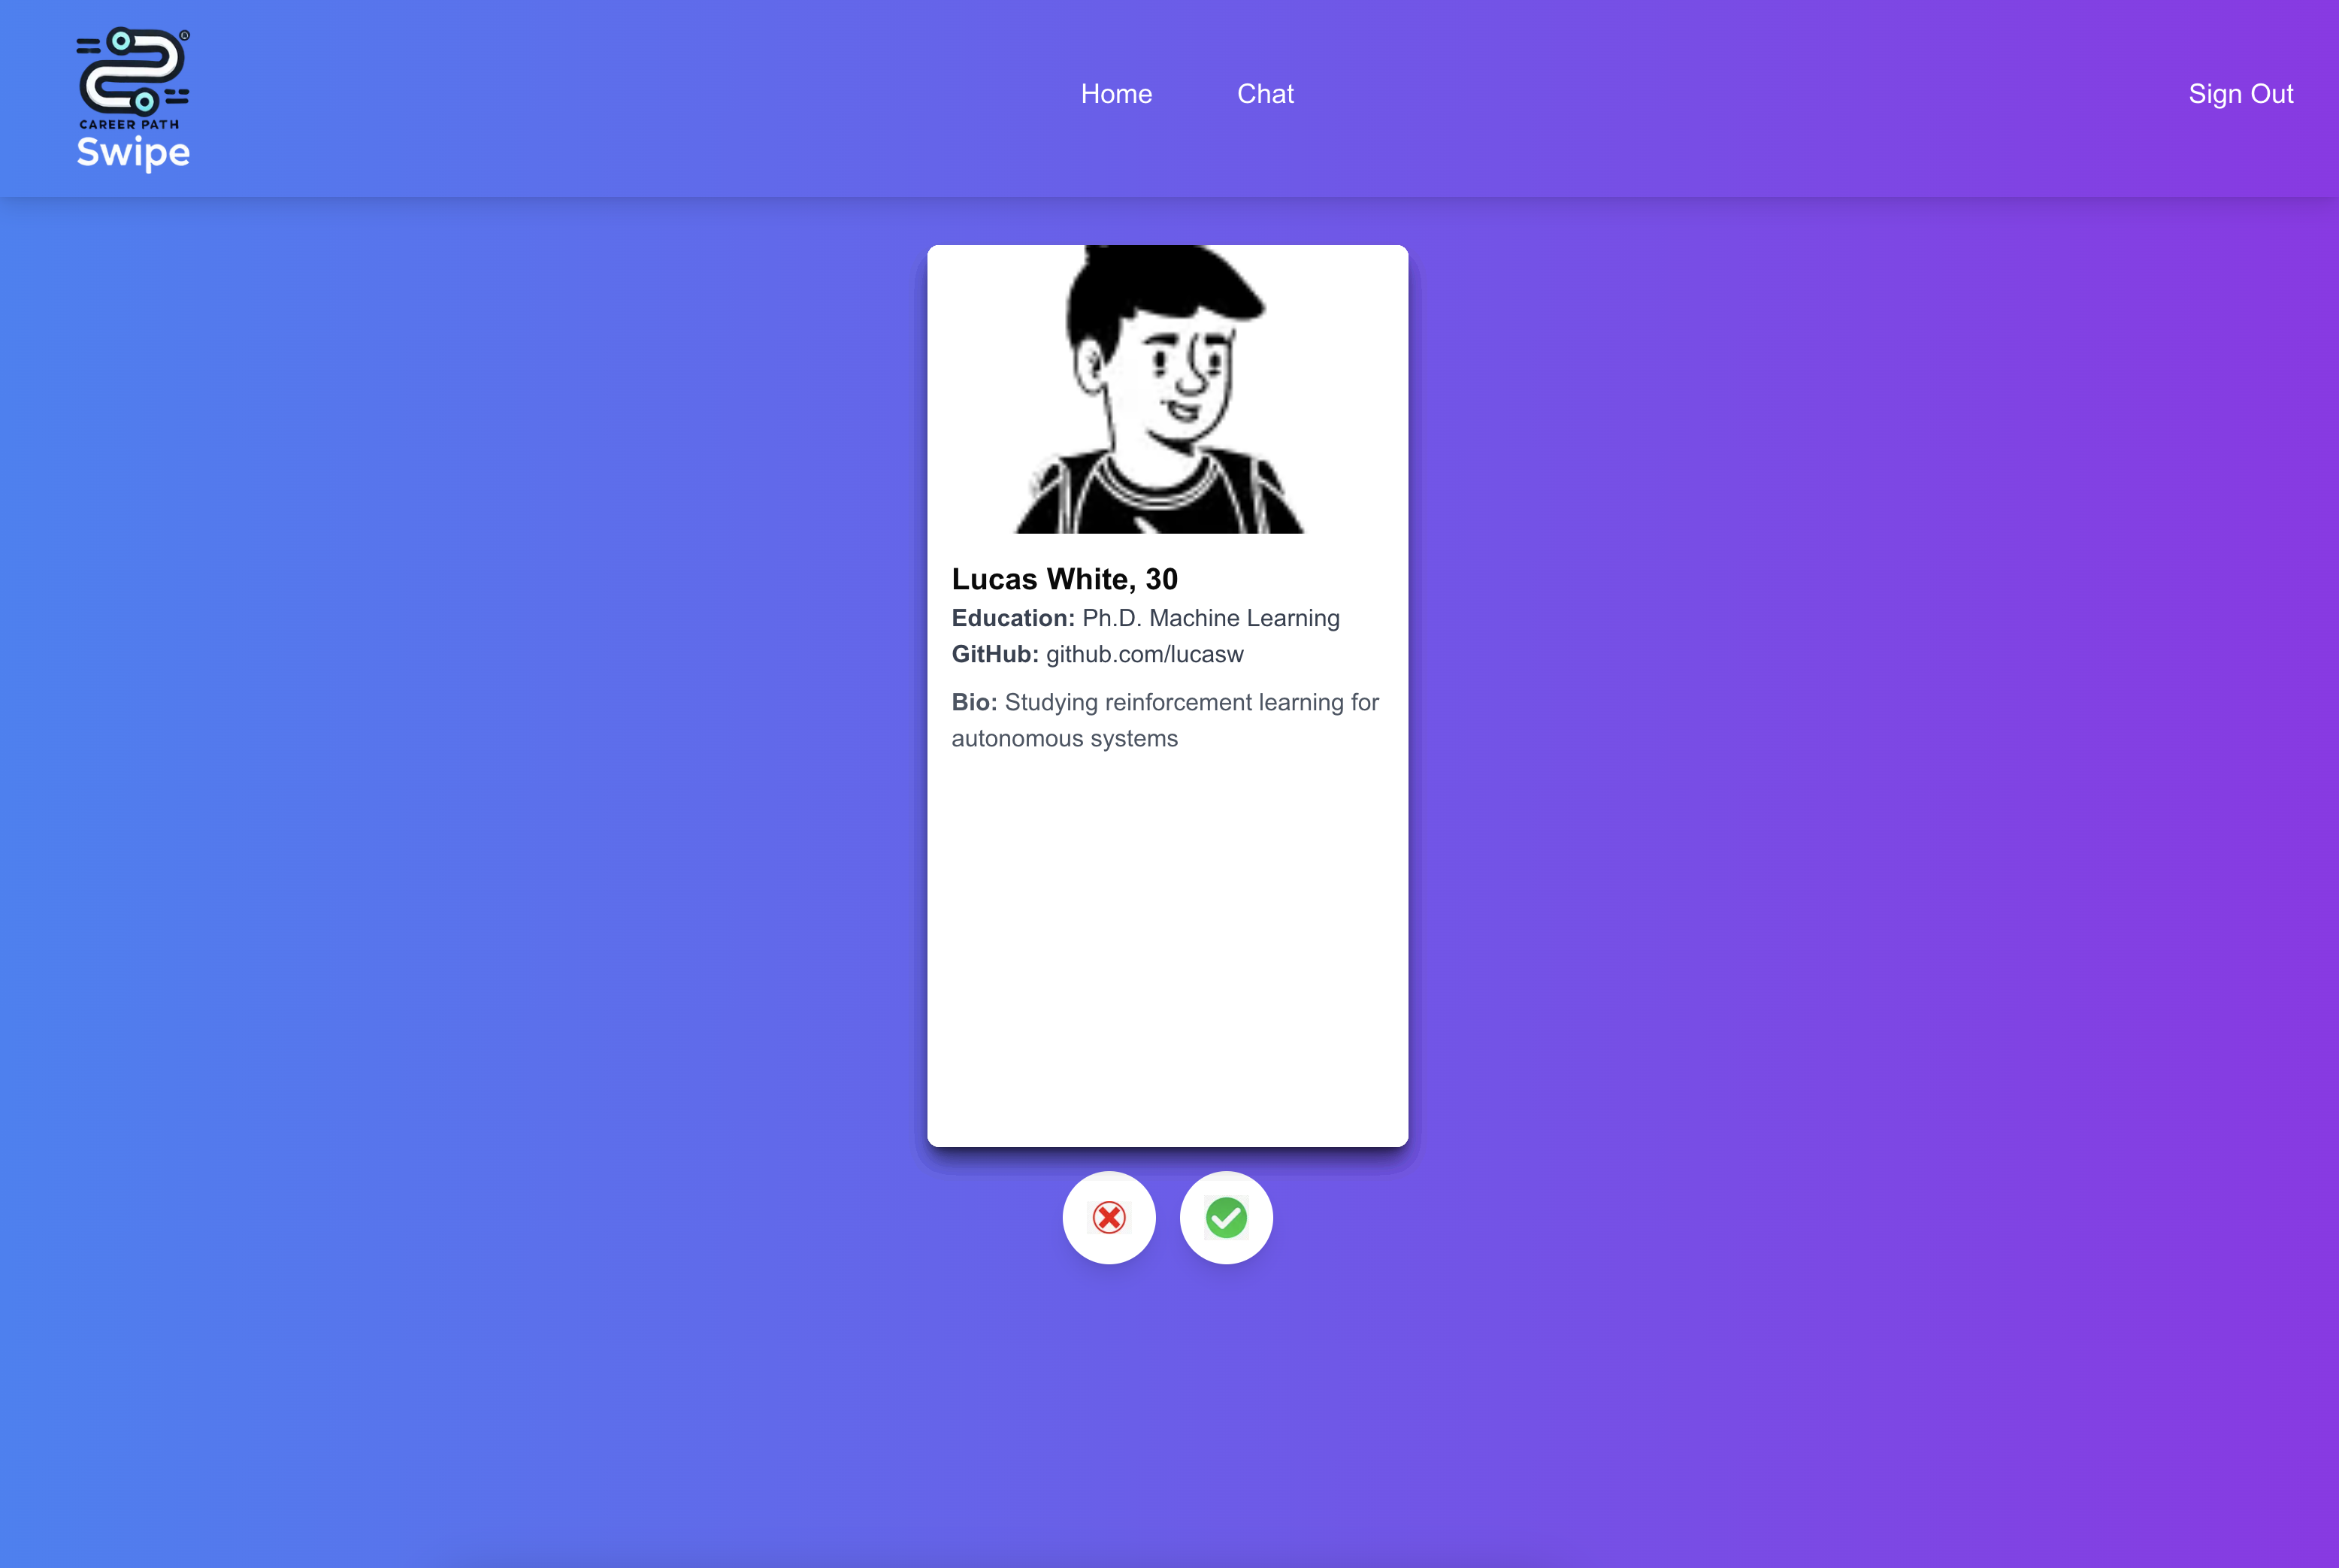 CAREER PATH
Swipe
Home
Chat
Sign Out
Lucas White, 30
Education: Ph.D. Machine Learning
GitHub: github.com/lucasw
Bio: Studying reinforcement learning for
autonomous systems